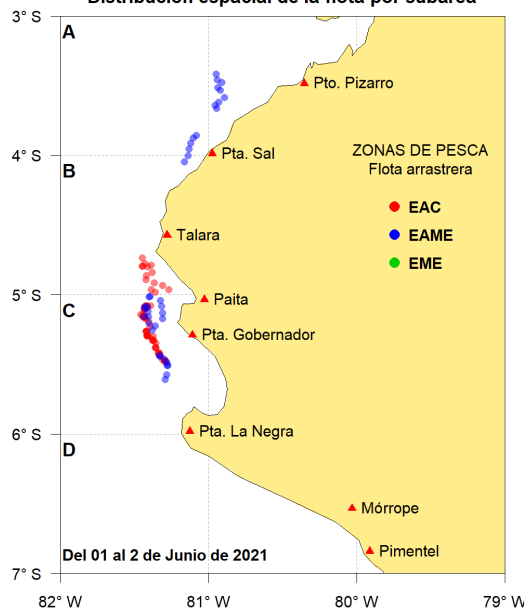 Distribución espacial de la flota por subárea
3° S
A
Pto. Pizarro
ZONAS DE PESCA
Flota arrastrera
4° S
Pta. Sal
B
EAC
Talara
EAME
EME
5° S
Paita
C
Pta. Gobernador
6° S
Pta. La Negra
D
Mórrope
Del 01 al 2 de Junio de 2021
Pimentel
7° S
82° W
81° W
80° W
79° W